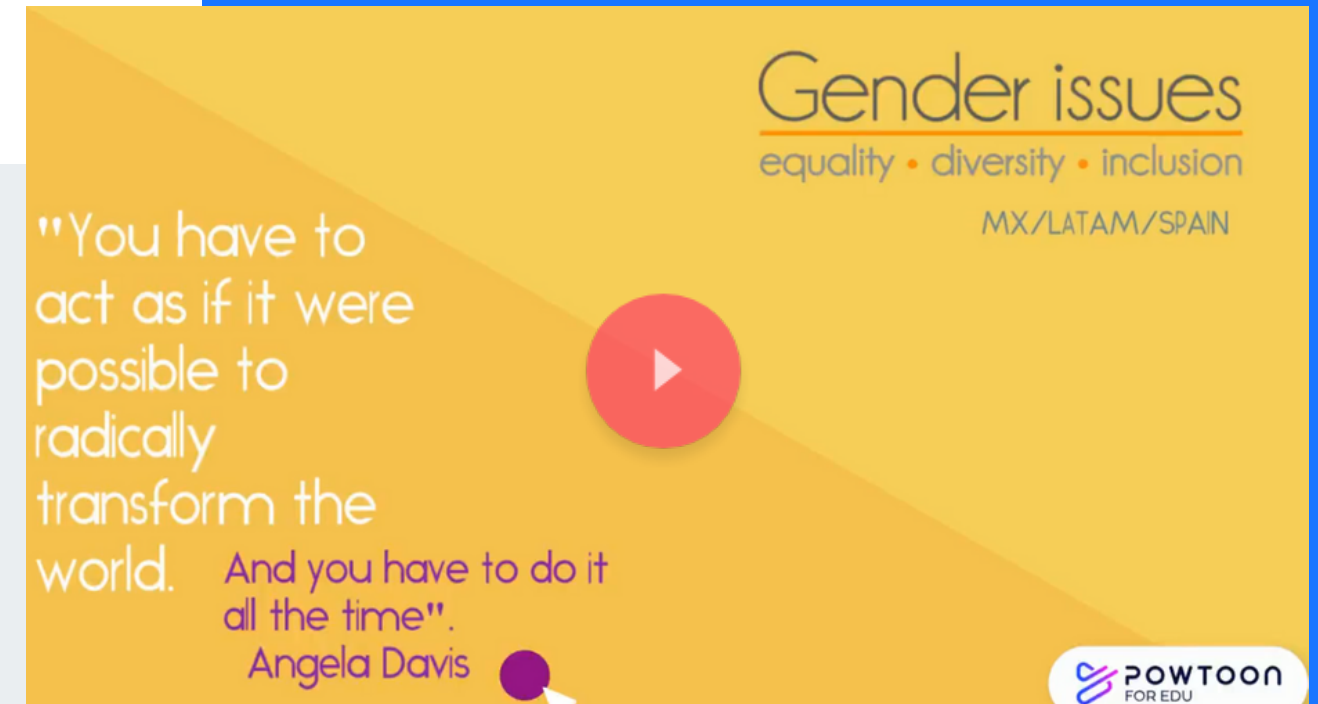 Gender issues
equality • diversity • inclusion
MX/LATAM/SPAIN
"You have to
act as if it were
possible to
radically
transform the
world.
And you have to do it
all the time".
Angela Davis
POWTOON
FOR EDU